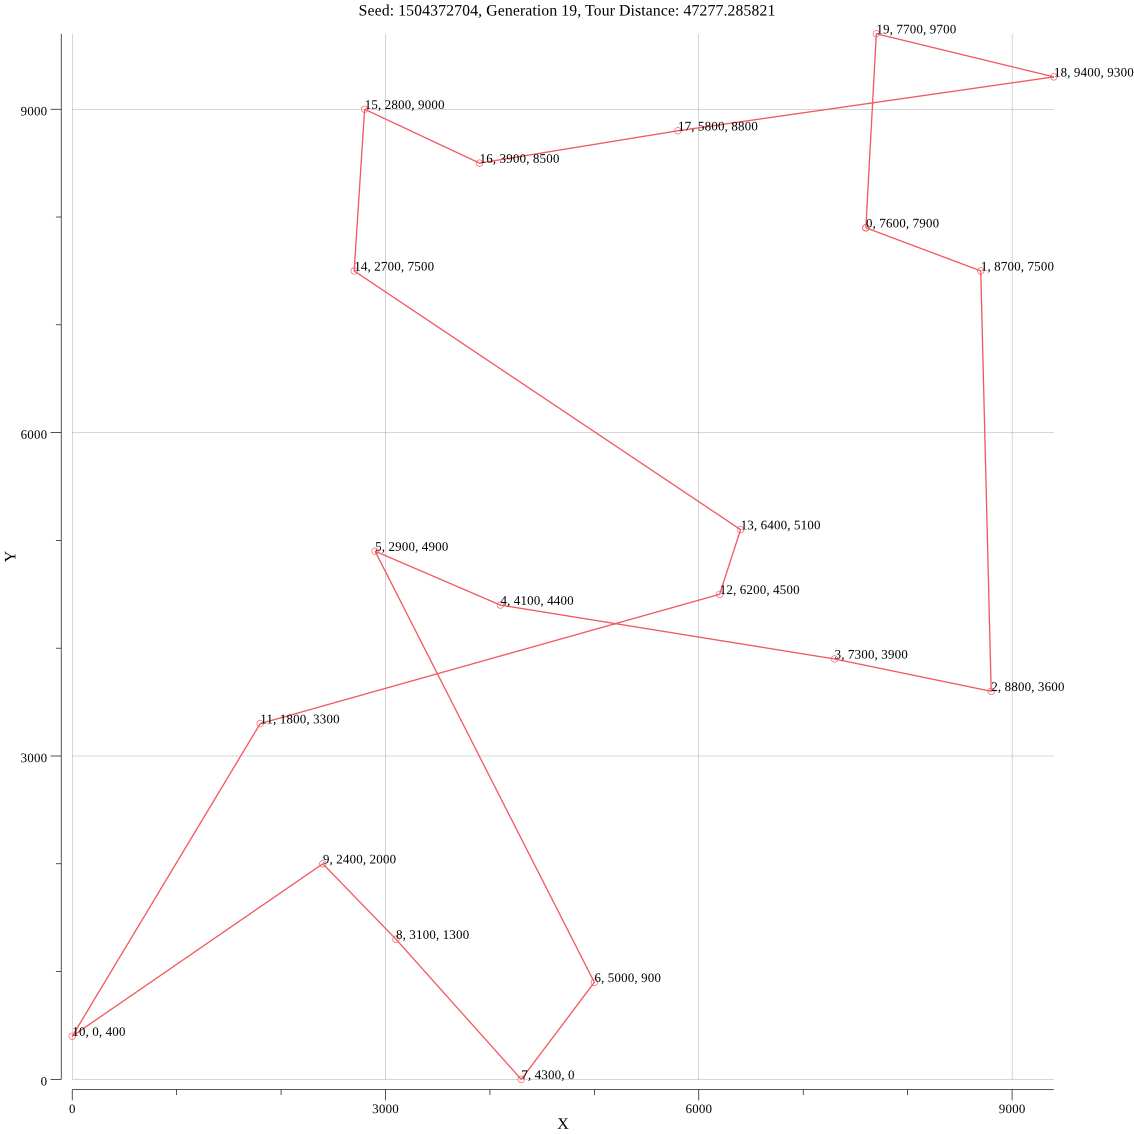 Seed: 1504372704, Generation 19, Tour Distance: 47277.285821
19, 7700, 9700
18, 9400, 9300
15, 2800, 9000
9000
17, 5800, 8800
16, 3900, 8500
0, 7600, 7900
14, 2700, 7500
1, 8700, 7500
6000
13, 6400, 5100
5, 2900, 4900
Y
12, 6200, 4500
4, 4100, 4400
3, 7300, 3900
2, 8800, 3600
11, 1800, 3300
3000
9, 2400, 2000
8, 3100, 1300
6, 5000, 900
10, 0, 400
7, 4300, 0
0
0 3000 6000 9000
X